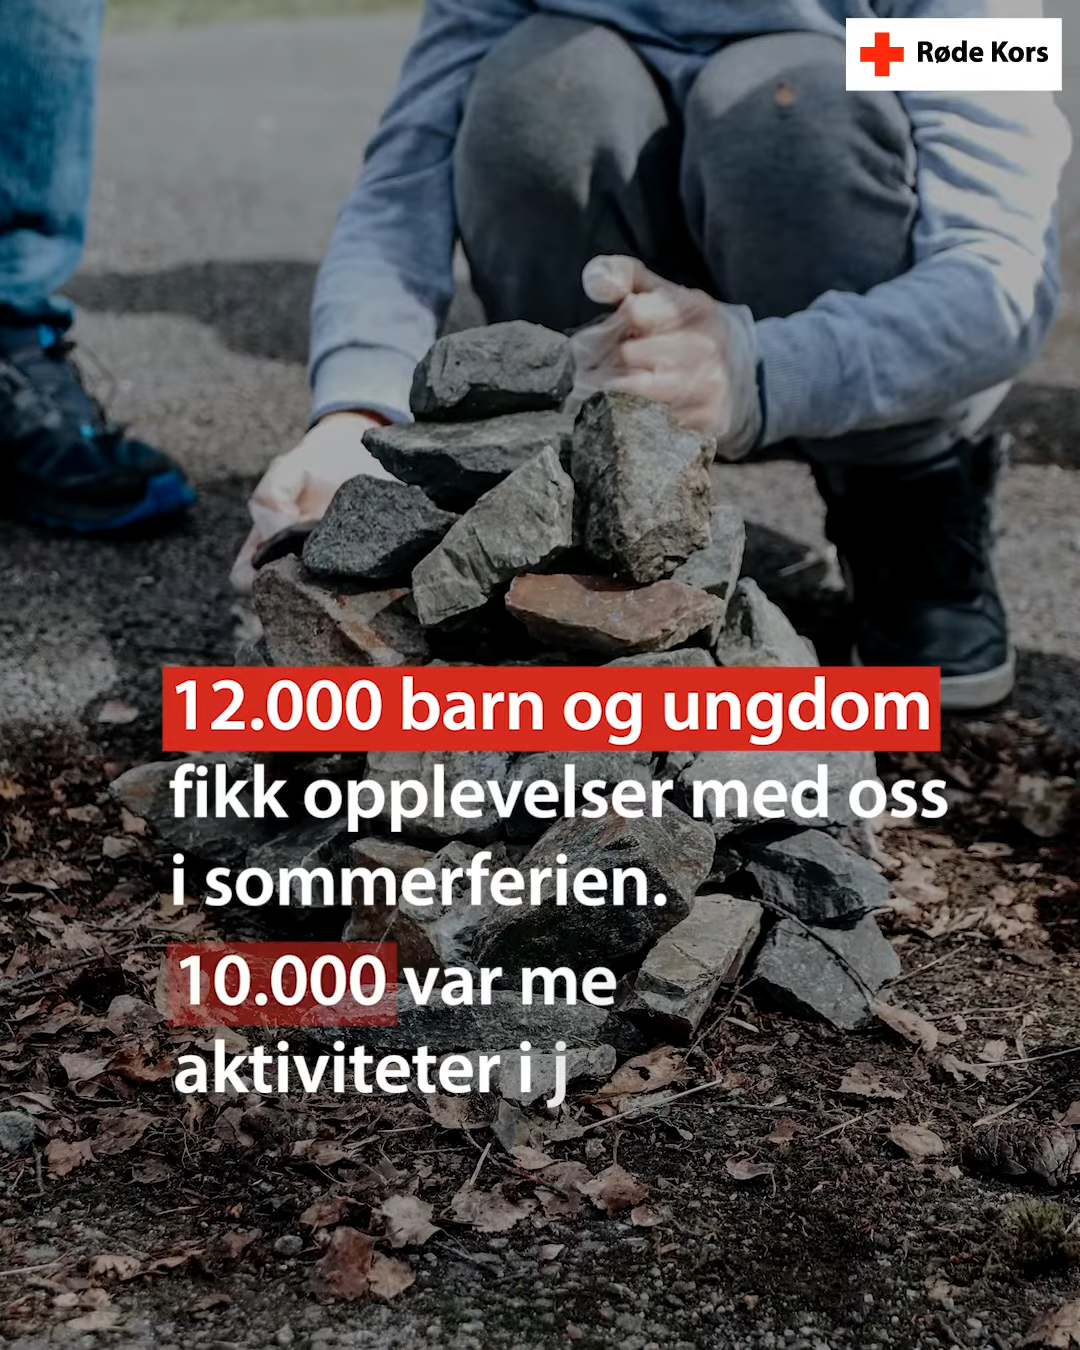 Røde Kors
12.000 barn og ungdom
fikk opplevelser med oss
i sommerferien.
10.000 var me
aktiviteter i j